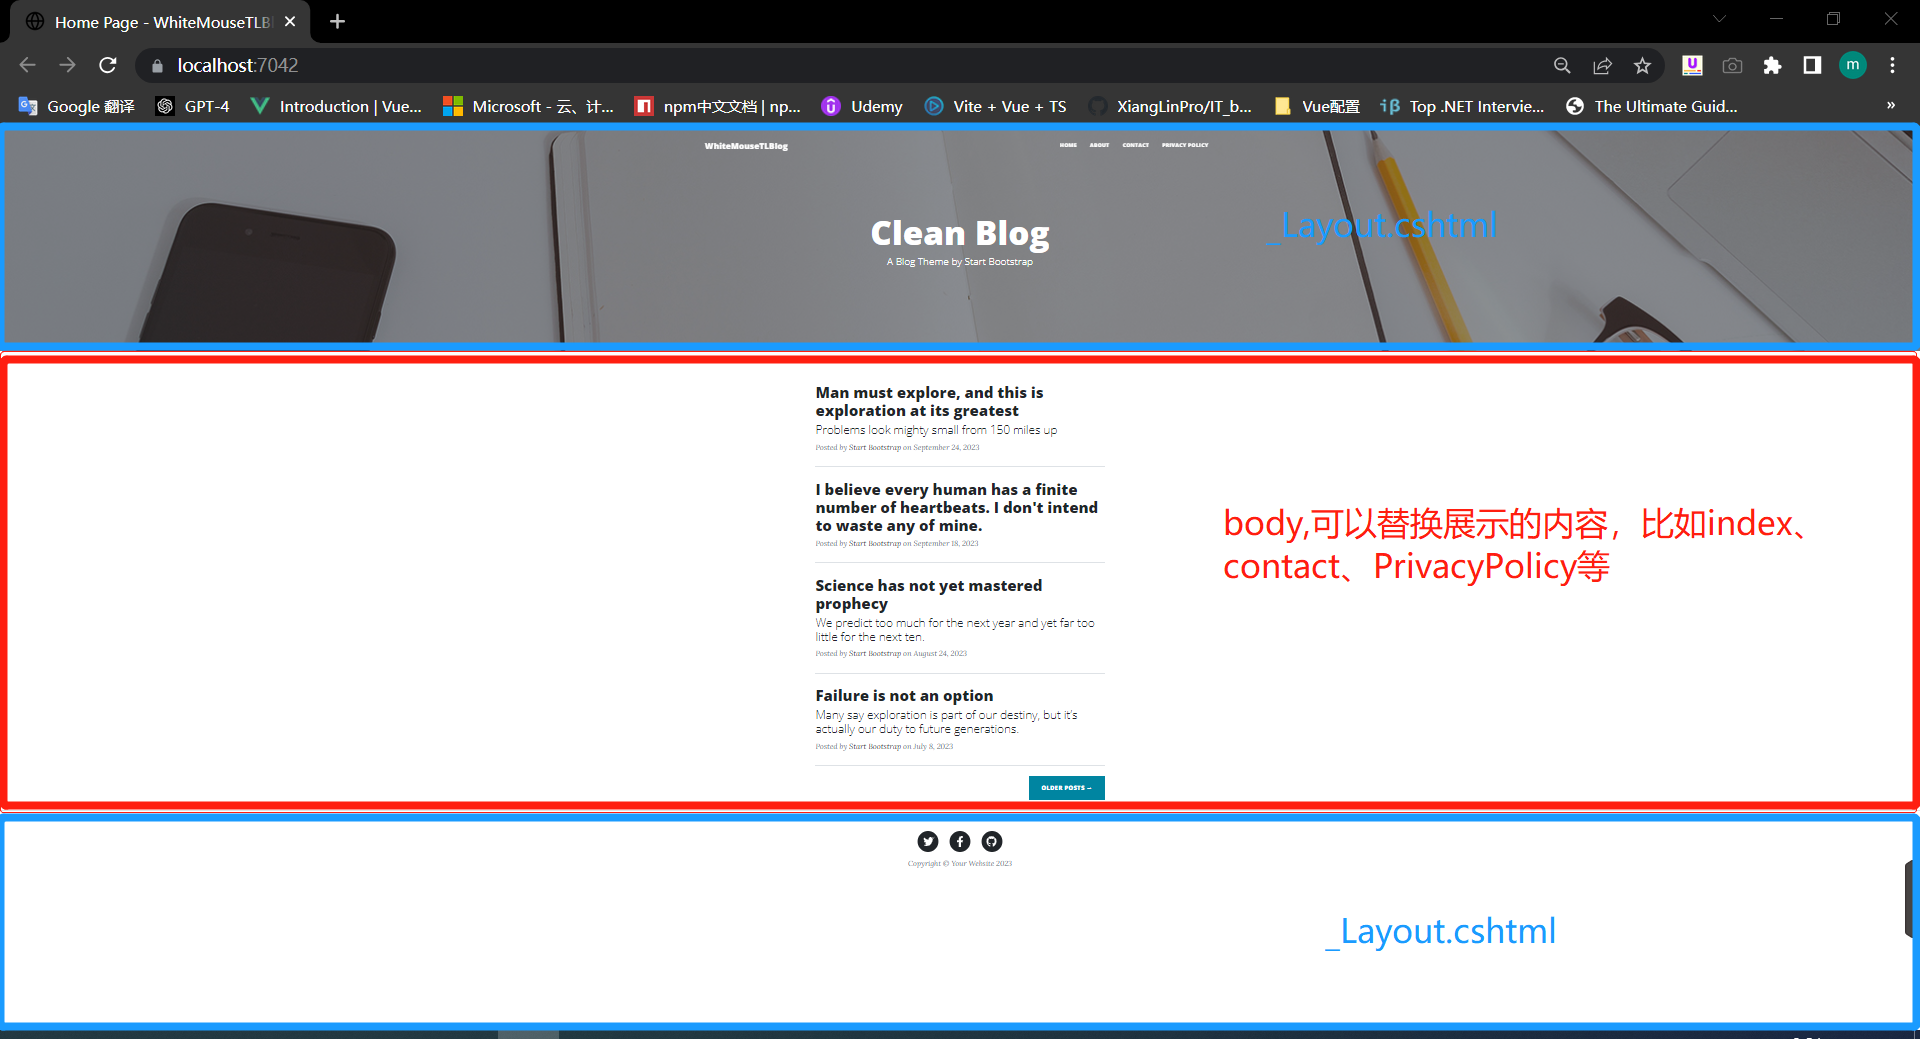 Home Page - WhiteMouseTLB
localhost:7042
m
Google 翻译
GPT-4
Introduction | Vue...
Microsoft - 云、计...
npm中文文档 | np...
Udemy
Vite + Vue + TS
XiangLinPro/IT_b...
Vue配置
Top .NET Intervie...
The Ultimate Guid...
»
WhiteMouseTLBlog
HOME
ABOUT
CONTACT
PRIVACY POLICY
Clean Blog
A Blog Theme by Start Bootstrap
_Layout.cshtml
Man must explore, and this is
exploration at its greatest
Problems look mighty small from 150 miles up
Posted by Start Bootstrap on September 24, 2023
I believe every human has a finite
number of heartbeats. I don't intend
to waste any of mine.
Posted by Start Bootstrap on September 18, 2023
body,可以替换展示的内容，比如index、
contact、PrivacyPolicy等
Science has not yet mastered
prophecy
We predict too much for the next year and yet far too
little for the next ten.
Posted by Start Bootstrap on August 24, 2023
Failure is not an option
Many say exploration is part of our destiny, but it's
actually our duty to future generations.
Posted by Start Bootstrap on July 8, 2023
OLDER POSTS →
Copyright © Your Website 2023
_Layout.cshtml